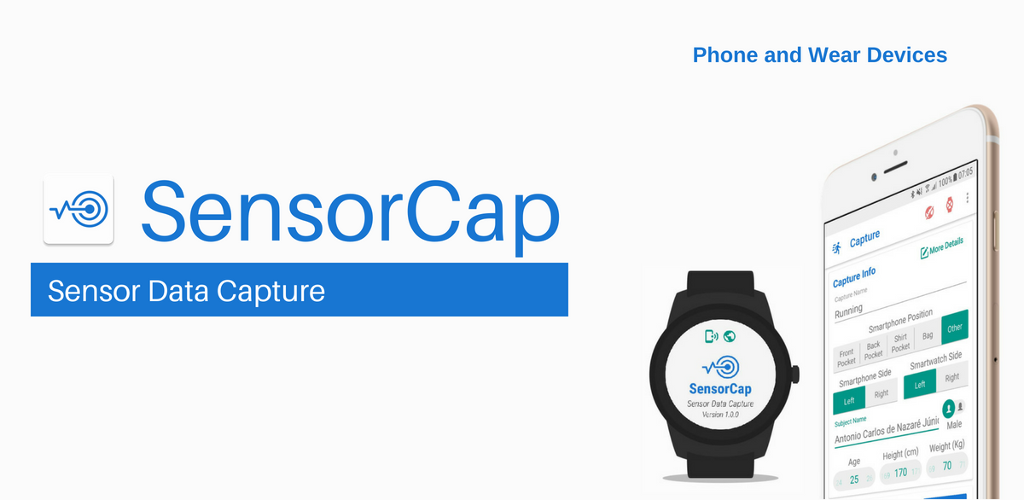 Phone and Wear Devices
SensorCap
Sensor Data Capture
SensorCap
Sensor Data Capture
Version 1.0.0
100% 07:05
Capture
Capture Info
More Details
Capture Name
Running
Smartphone Position
Front Pocket
Back Pocket
Shirt Pocket
Bag
Other
Smartphone Side
Smartwatch Side
Left
Right
Left
Right
Subject Name
Antonio Carlos de Nazaré Júni
Male
Age
Height (cm)
Weight (Kg)
25
170
70